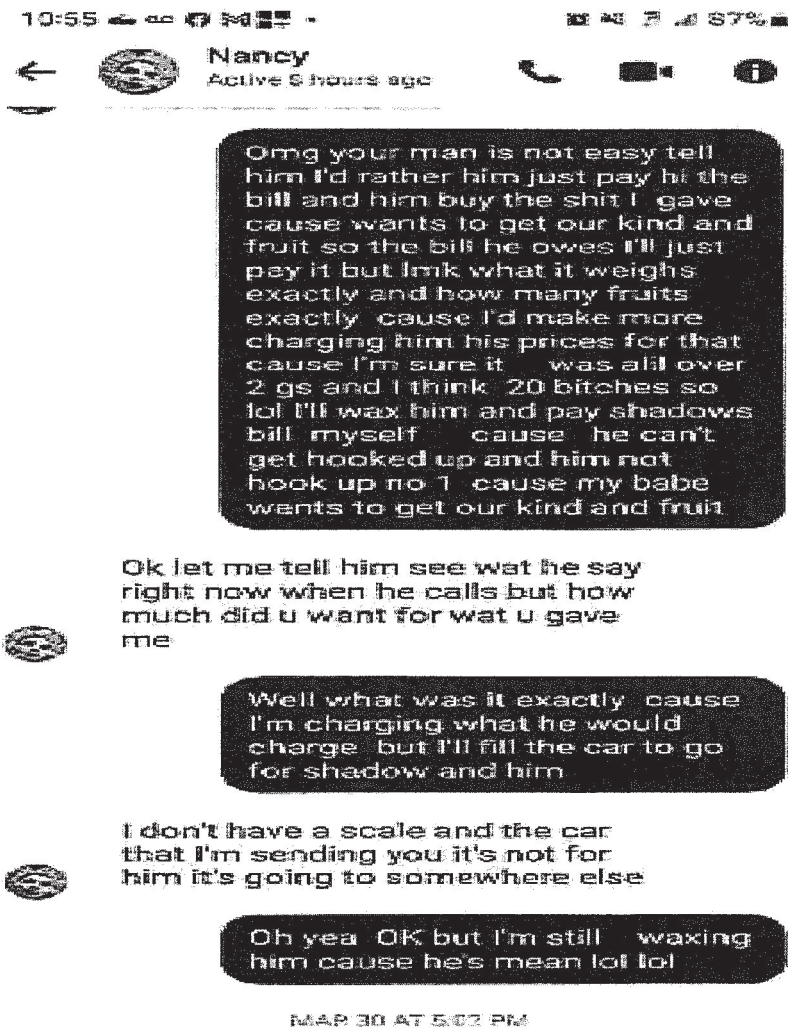 10:55
87%
Nancy
Active 9 hours ago
Omg your man is not easy tell
him I'd rather him just pay hi the
bill and him buy the shit I gave
cause wants to get our kind and
fruit so the bill he owes I'll just
pay it but lmk what it weighs
exactly and how many fruits
exactly cause I'd make more
charging him his prices for that
cause I'm sure it was alil over
2 gs and I think 20 bitches so
lol I'll wax him and pay shadows
bill myself cause he can't
get hooked up and him not
hook up no 1 cause my babe
wants to get our kind and fruit
Ok let me tell him see wat he say
right now when he calls but how
much did u want for wat u gave
me
Well what was it exactly cause
I'm charging what he would
charge but I'll fill the car to go
for shadow and him
I don't have a scale and the car
that I'm sending you it's not for
him it's going to somewhere else
Oh yea OK but I'm still waxing
him cause he's mean lol lol
MAR 30 AT 5:02 PM